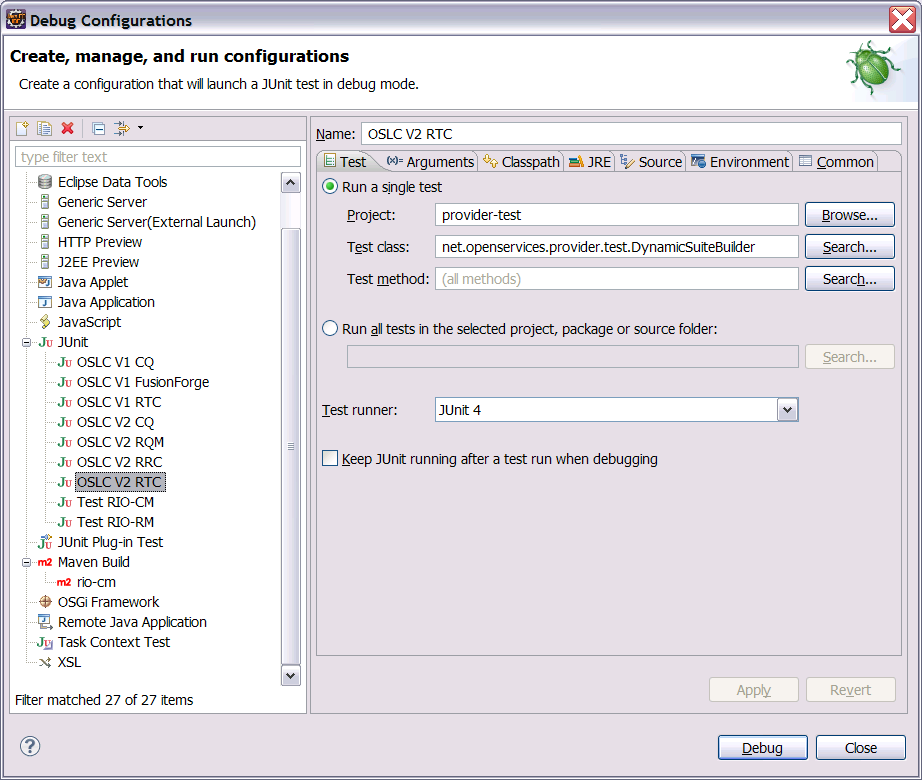 Debug Configurations
Create, manage, and run configurations
Create a configuration that will launch a JUnit test in debug mode.
type filter text
Eclipse Data Tools
Generic Server
Generic Server(External Launch)
HTTP Preview
J2EE Preview
Java Applet
Java Application
JavaScript
JUnit
OSLC V1 CQ
OSLC V1 FusionForge
OSLC V1 RTC
OSLC V2 CQ
OSLC V2 RQM
OSLC V2 RRC
OSLC V2 RTC
Test RIO-CM
Test RIO-RM
JUnit Plug-in Test
Maven Build
rio-cm
OSGi Framework
Remote Java Application
Task Context Test
XSL
Filter matched 27 of 27 items
Name: OSLC V2 RTC
Test Arguments Classpath JRE Source Environment Common
Run a single test
Project: provider-test Browse...
Test class: net.openservices.provider.test.DynamicSuiteBuilder Search...
Test method: (all methods) Search...
Run all tests in the selected project, package or source folder:
Search...
Test runner: JUnit 4
Keep JUnit running after a test run when debugging
Apply Revert
Debug Close